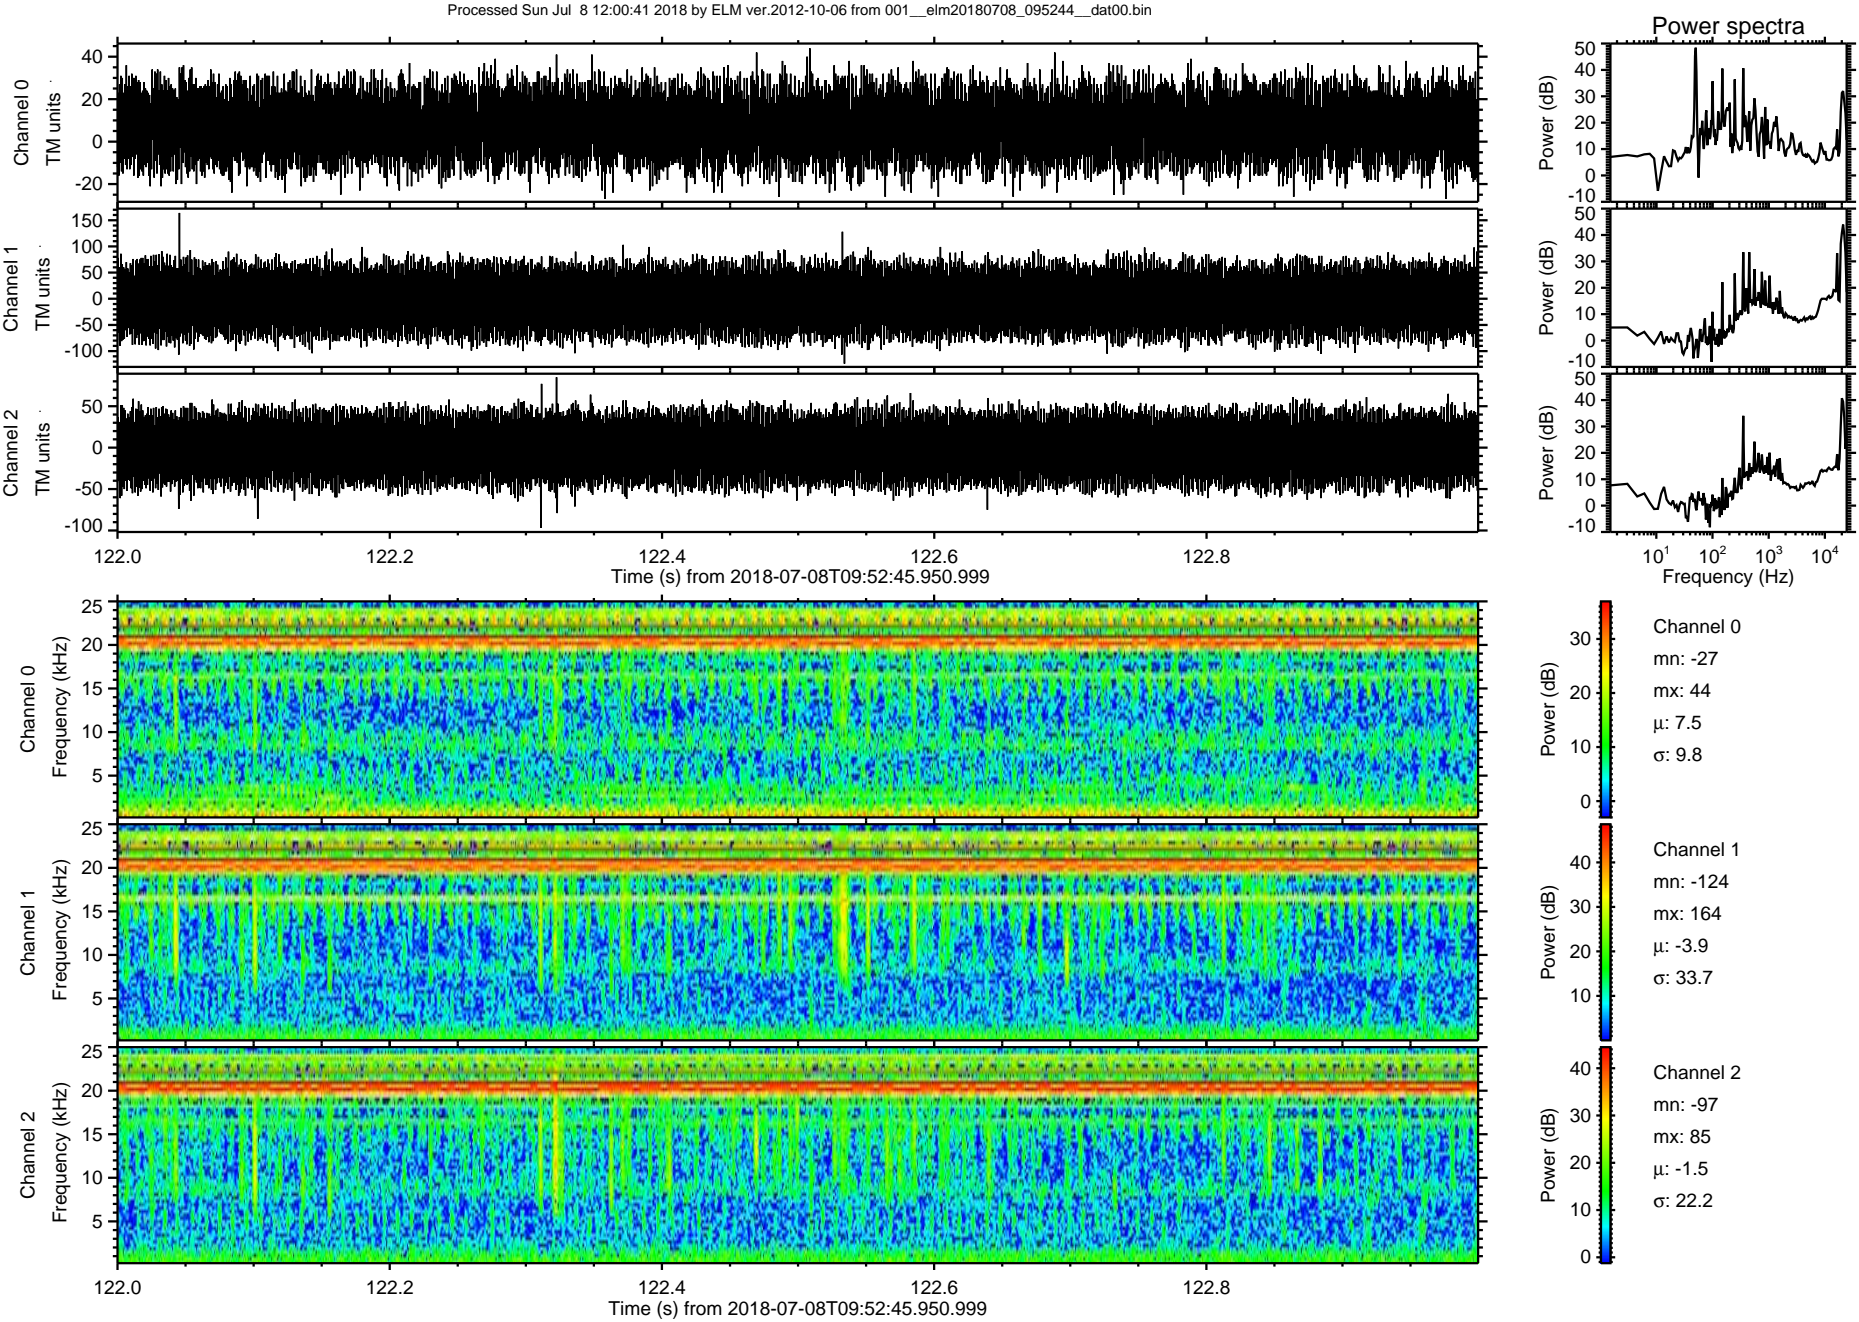 Processed Sun Jul  8 12:00:41 2018 by ELM ver.2012-10-06 from 001__elm20180708_095244__dat00.bin
Power spectra
Channel 0
TM units
40
20
0
-20
Power (dB)
50
40
30
20
10
0
-10
Channel 1
TM units
150
100
50
0
-50
-100
Power (dB)
50
40
30
20
10
0
-10
Channel 2
TM units
50
0
-50
-100
Power (dB)
50
40
30
20
10
0
-10
122.0 122.2 122.4 122.6 122.8
Time (s) from 2018-07-08T09:52:45.950.999
10¹ 10² 10³ 10⁴
Frequency (Hz)
Channel 0
Frequency (kHz)
25
20
15
10
5
Power (dB)
30
20
10
0
Channel 0
mn: -27
mx: 44
μ: 7.5
σ: 9.8
Channel 1
Frequency (kHz)
25
20
15
10
5
Power (dB)
40
30
20
10
Channel 1
mn: -124
mx: 164
μ: -3.9
σ: 33.7
Channel 2
Frequency (kHz)
25
20
15
10
5
Power (dB)
40
30
20
10
0
Channel 2
mn: -97
mx: 85
μ: -1.5
σ: 22.2
122.0 122.2 122.4 122.6 122.8
Time (s) from 2018-07-08T09:52:45.950.999